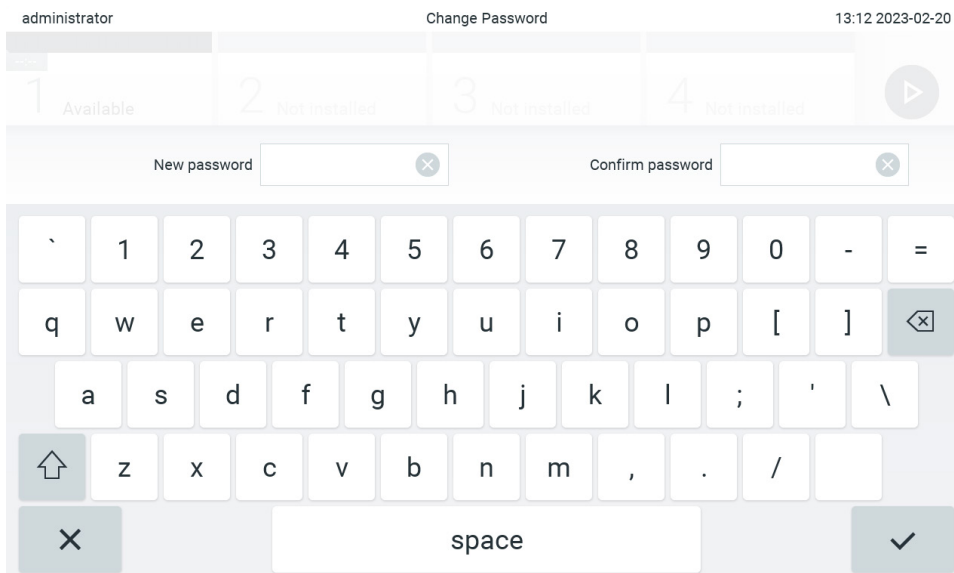 administrator Change Password 13:12 2023-02-20
1 Available 2 Not installed 3 Not installed 4 Not installed
New password Confirm password
` 1 2 3 4 5 6 7 8 9 0 - =
q w e r t y u i o p [ ]
a s d f g h j k l ; ' \
z x c v b n m , . /
space